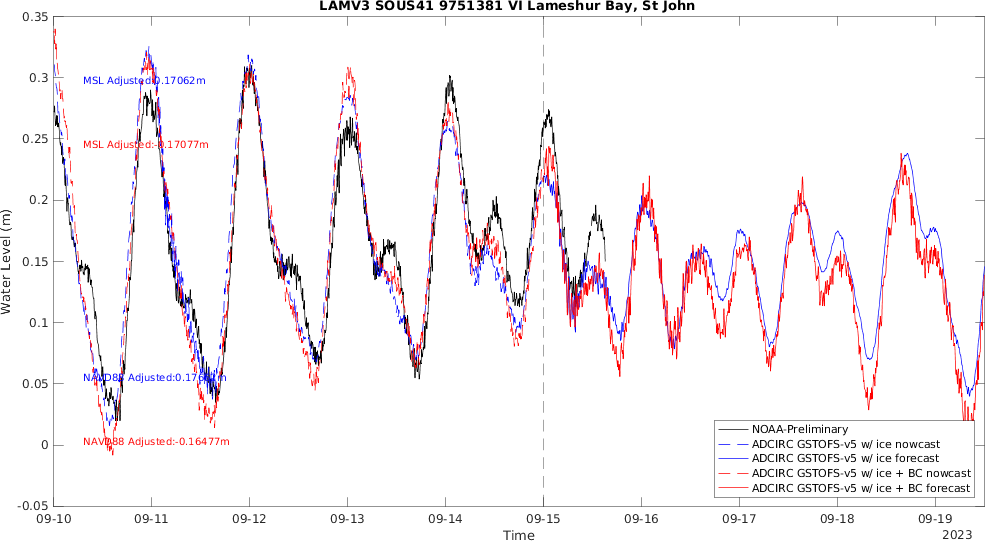 LAMV3 SOUS41 9751381 VI Lameshur Bay, St John
0.35
0.3
0.25
0.2
0.15
0.1
0.05
0
-0.05
Water Level (m)
MSL Adjusted:0.17062m
MSL Adjusted:-0.17077m
NAVD88 Adjusted:-0.16477m
NOAA-Preliminary
ADCIRC GSTOFS-v5 w/ ice nowcast
ADCIRC GSTOFS-v5 w/ ice forecast
ADCIRC GSTOFS-v5 w/ ice + BC nowcast
ADCIRC GSTOFS-v5 w/ ice + BC forecast
09-10 09-11 09-12 09-13 09-14 09-15 09-16 09-17 09-18 09-19
Time
2023